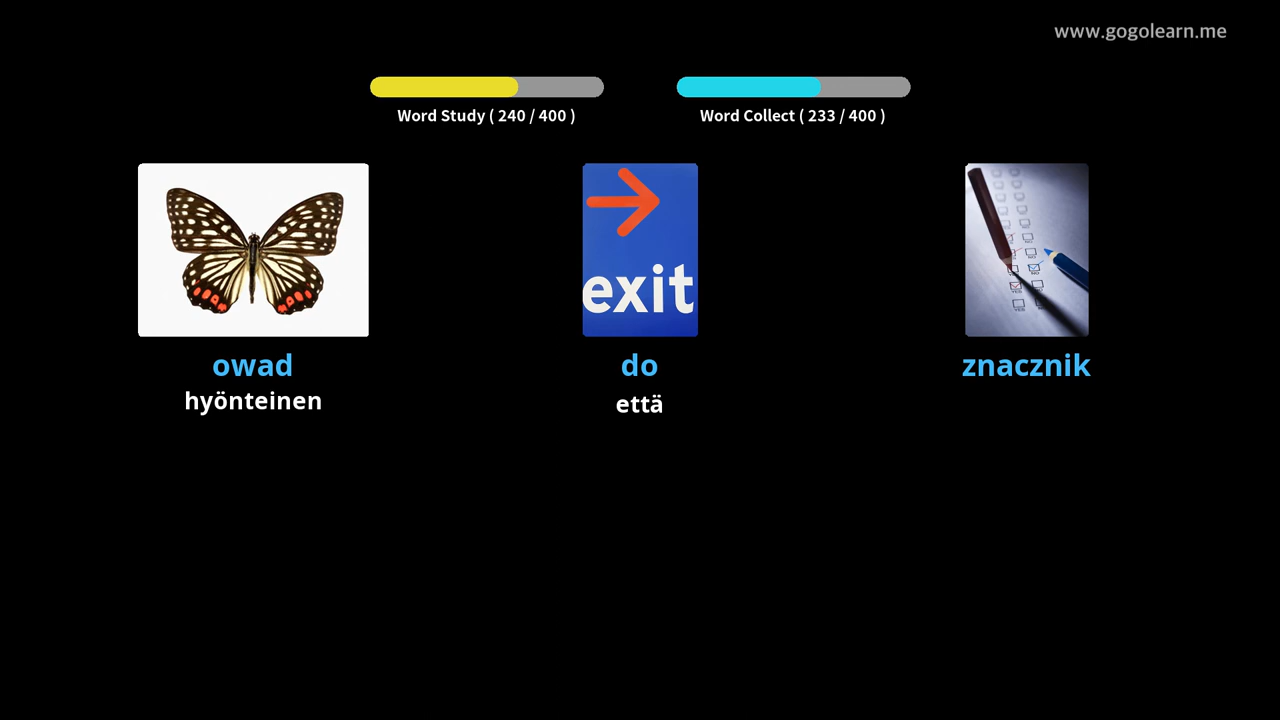 www.gogolearn.me
Word Study ( 240 / 400 )
Word Collect ( 233 / 400 )
exit
owad
do
znacznik
hyönteinen
että